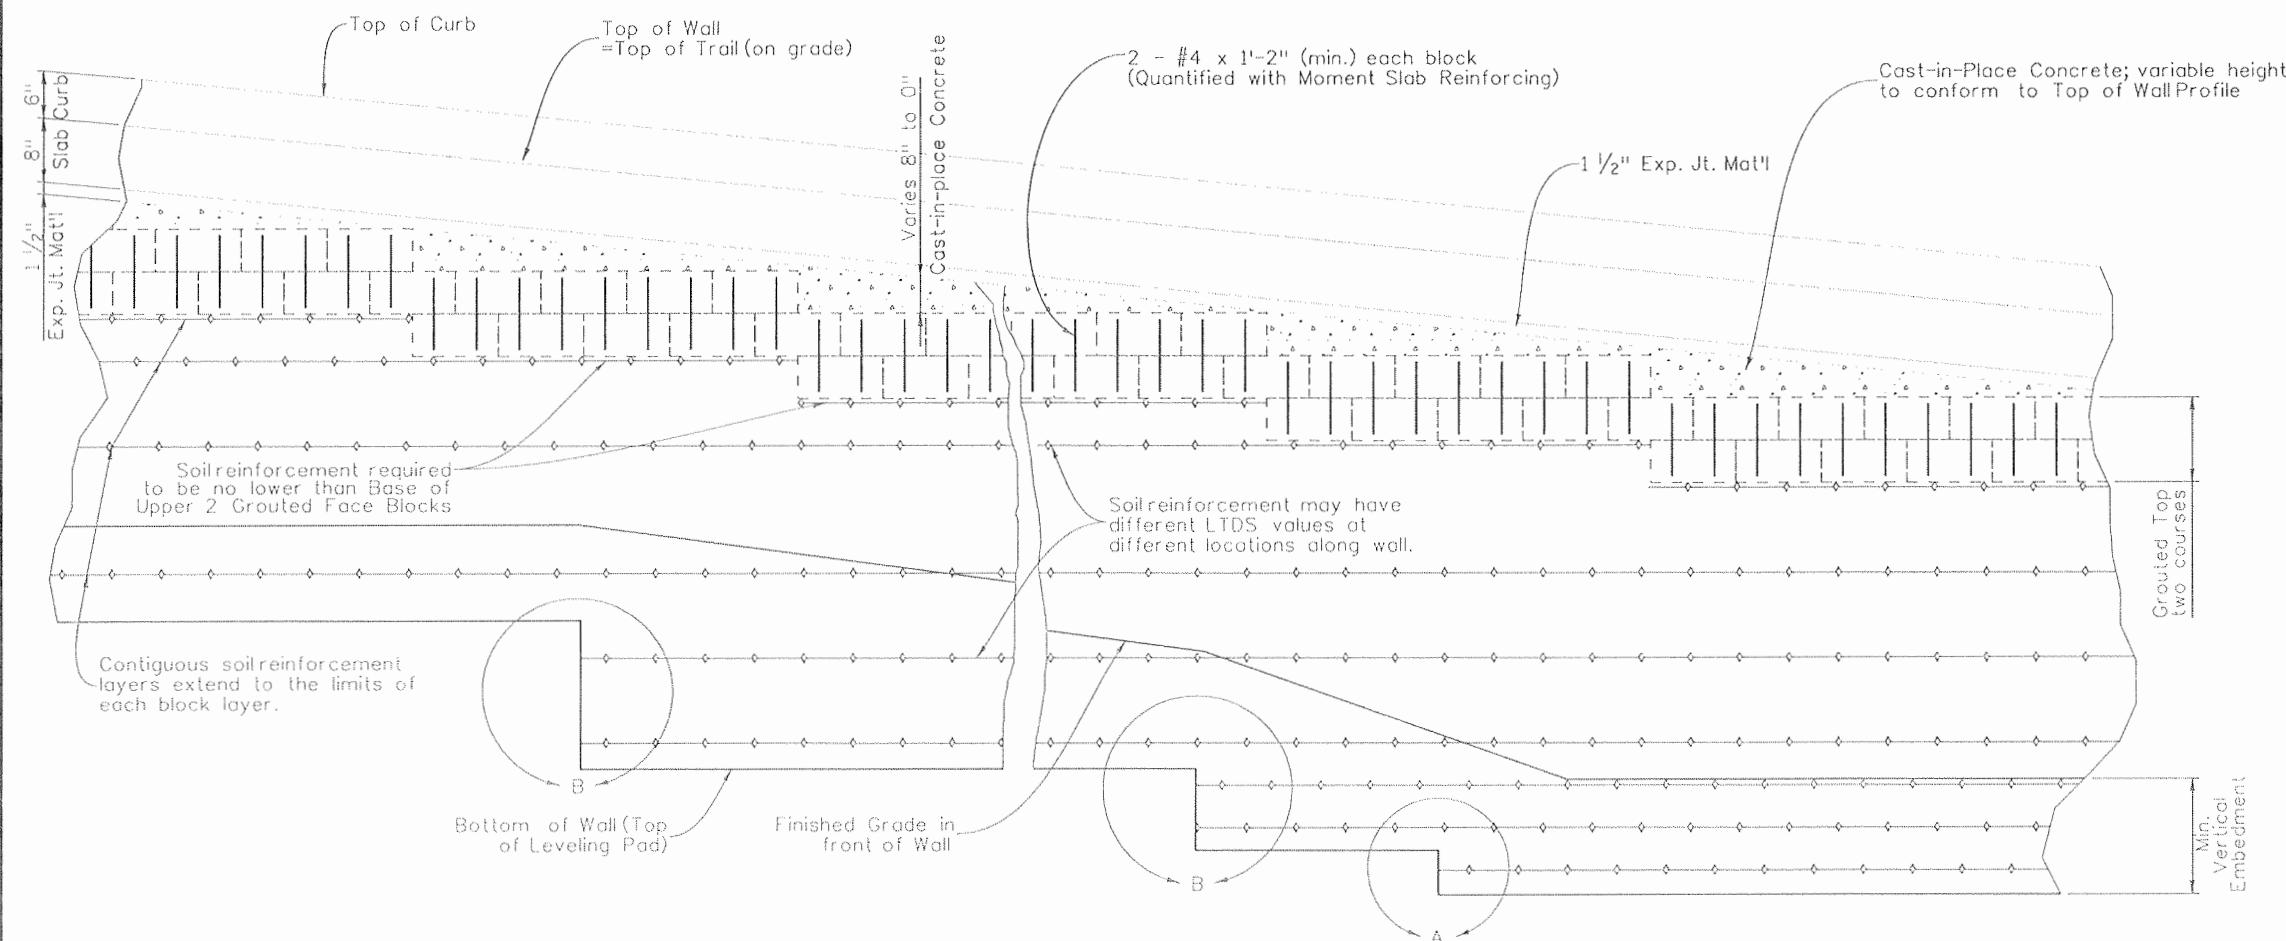 Top of Curb
Top of Wall
=Top of Trail (on grade)
2 - #4 x 1'-2" (min.) each block
(Quantified with Moment Slab Reinforcing)
Cast-in-Place Concrete; variable height
to conform to Top of Wall Profile
6"
Curb
8"
Slab
1 1/2"
Exp. Jt. Mat'l
Varies 8" to 0"
Cast-in-place Concrete
1 1/2" Exp. Jt. Mat'l
Soil reinforcement required
to be no lower than Base of
Upper 2 Grouted Face Blocks
Soil reinforcement may have
different LTDS values at
different locations along wall.
Grouted Top
two courses
Contiguous soil reinforcement
layers extend to the limits of
each block layer.
B
Bottom of Wall (Top
of Leveling Pad)
Finished Grade in
front of Wall
B
A
Min.
Vertical
Embedment